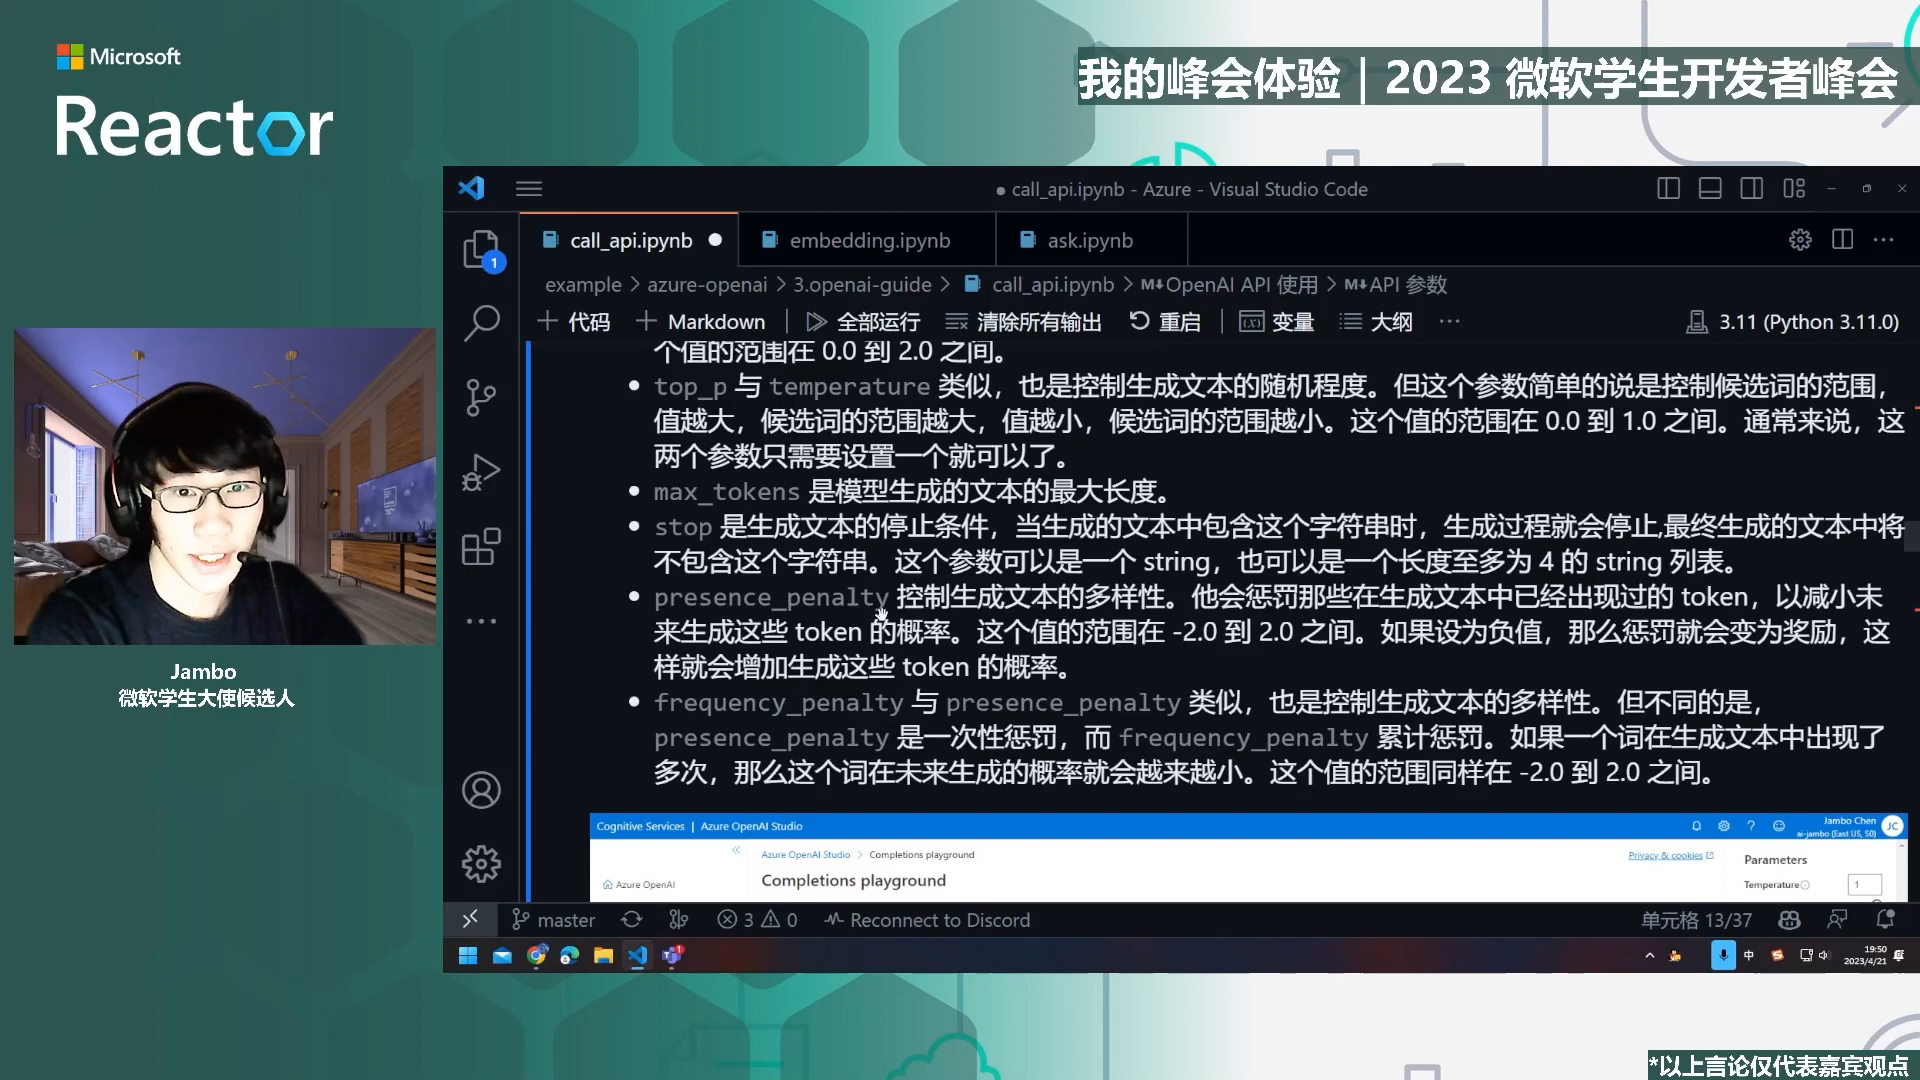 Microsoft
Reactor
我的峰会体验｜2023 微软学生开发者峰会
call_api.ipynb - Azure - Visual Studio Code
call_api.ipynb
embedding.ipynb
ask.ipynb
1
example > azure-openai > 3.openai-guide > call_api.ipynb > M↓OpenAI API 使用 > M↓API 参数
+ 代码 + Markdown | 全部运行 清除所有输出 重启 | 变量 大纲 ···
3.11 (Python 3.11.0)
个值的范围在 0.0 到 2.0 之间。
• top_p 与 temperature 类似，也是控制生成文本的随机程度。但这个参数简单的说是控制候选词的范围，
值越大，候选词的范围越大，值越小，候选词的范围越小。这个值的范围在 0.0 到 1.0 之间。通常来说，这
两个参数只需要设置一个就可以了。
• max_tokens 是模型生成的文本的最大长度。
• stop 是生成文本的停止条件，当生成的文本中包含这个字符串时，生成过程就会停止,最终生成的文本中将
不包含这个字符串。这个参数可以是一个 string，也可以是一个长度至多为 4 的 string 列表。
• presence_penalty 控制生成文本的多样性。他会惩罚那些在生成文本中已经出现过的 token，以减小未
来生成这些 token 的概率。这个值的范围在 -2.0 到 2.0 之间。如果设为负值，那么惩罚就会变为奖励，这
样就会增加生成这些 token 的概率。
• frequency_penalty 与 presence_penalty 类似，也是控制生成文本的多样性。但不同的是，
presence_penalty 是一次性惩罚，而 frequency_penalty 累计惩罚。如果一个词在生成文本中出现了
多次，那么这个词在未来生成的概率就会越来越小。这个值的范围同样在 -2.0 到 2.0 之间。
Cognitive Services | Azure OpenAI Studio
Jambo Chen
ai-jambo (East US, S0)
JC
Azure OpenAI Studio > Completions playground
Privacy & cookies
Parameters
Completions playground
Azure OpenAI
Temperature
1
master
3
0
Reconnect to Discord
单元格 13/37
中
19:50
2023/4/21
Jambo
微软学生大使候选人
*以上言论仅代表嘉宾观点